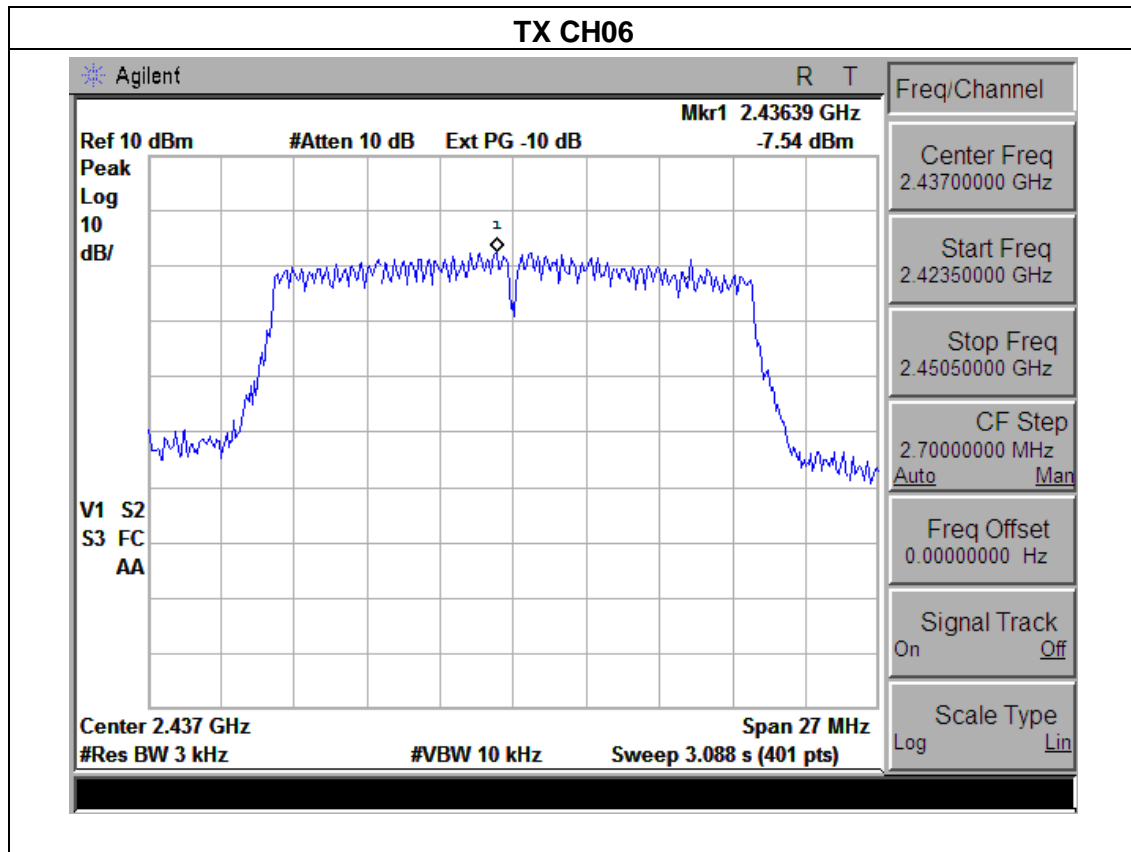 TX CH06
Agilent R T
Mkr1 2.43639 GHz
Ref 10 dBm #Atten 10 dB Ext PG -10 dB -7.54 dBm
Peak
Log
10
dB/
1
V1 S2
S3 FC
AA
Center 2.437 GHz Span 27 MHz
#Res BW 3 kHz #VBW 10 kHz Sweep 3.088 s (401 pts)
Freq/Channel
Center Freq
2.43700000 GHz
Start Freq
2.42350000 GHz
Stop Freq
2.45050000 GHz
CF Step
2.70000000 MHz
Auto Man
Freq Offset
0.00000000 Hz
Signal Track
On Off
Scale Type
Log Lin